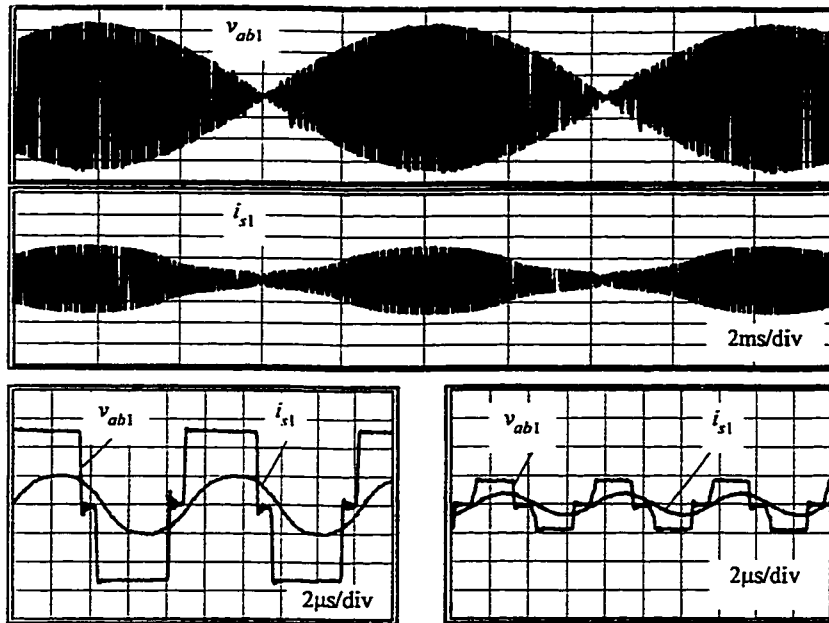 v_ab1
i_s1
2ms/div
v_ab1 i_s1
2μs/div
v_ab1 i_s1
2μs/div